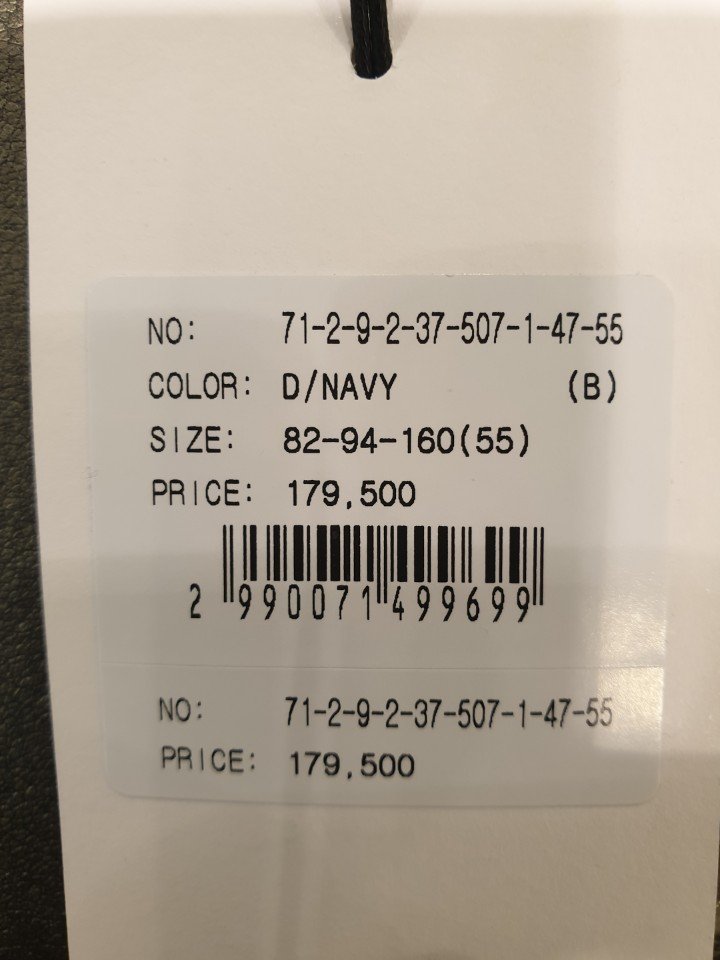 NO: 71-2-9-2-37-507-1-47-55
COLOR: D/NAVY (B)
SIZE: 82-94-160(55)
PRICE: 179,500
2 990071 499699
NO: 71-2-9-2-37-507-1-47-55
PRICE: 179,500